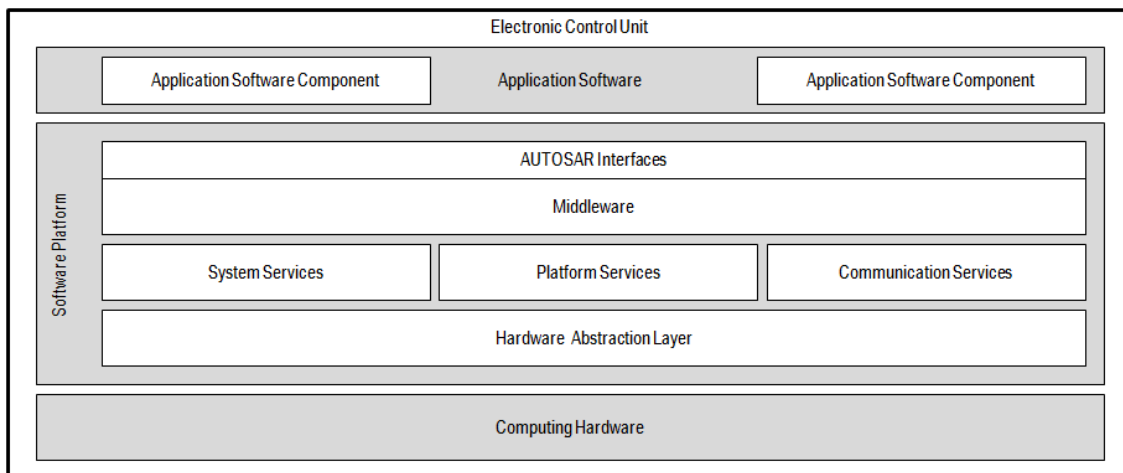 Electronic Control Unit
Application Software Component
Application Software
Application Software Component
Software Platform
AUTOSAR Interfaces
Middleware
System Services
Platform Services
Communication Services
Hardware Abstraction Layer
Computing Hardware